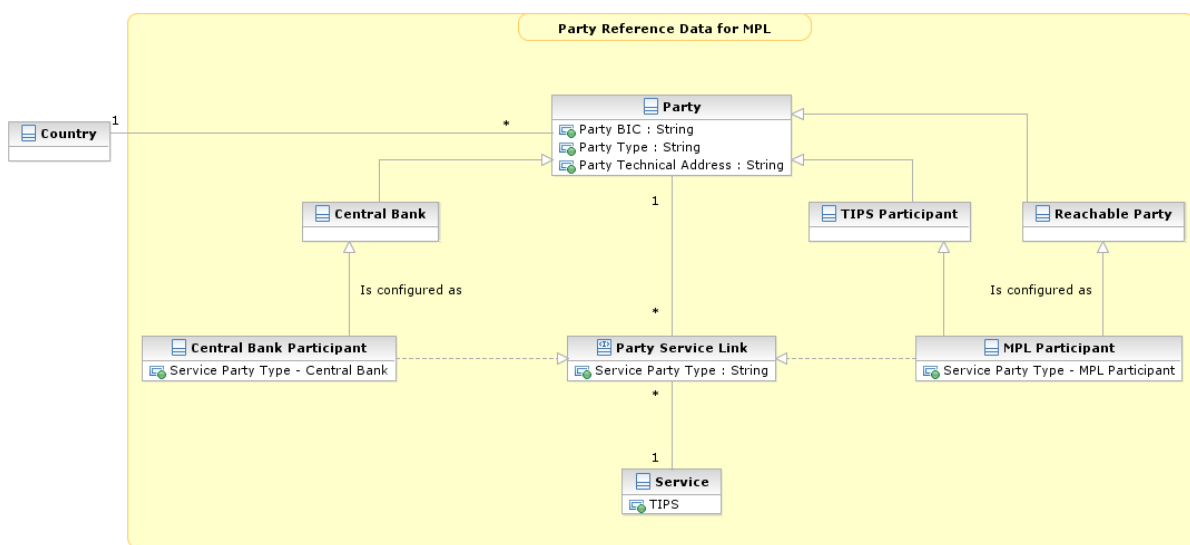 Party Reference Data for MPL
Party
Party BIC : String
Party Type : String
Party Technical Address : String
Country
1
*
1
Central Bank
TIPS Participant
Reachable Party
Is configured as
Is configured as
*
Central Bank Participant
Service Party Type - Central Bank
Party Service Link
Service Party Type : String
MPL Participant
Service Party Type - MPL Participant
*
1
Service
TIPS